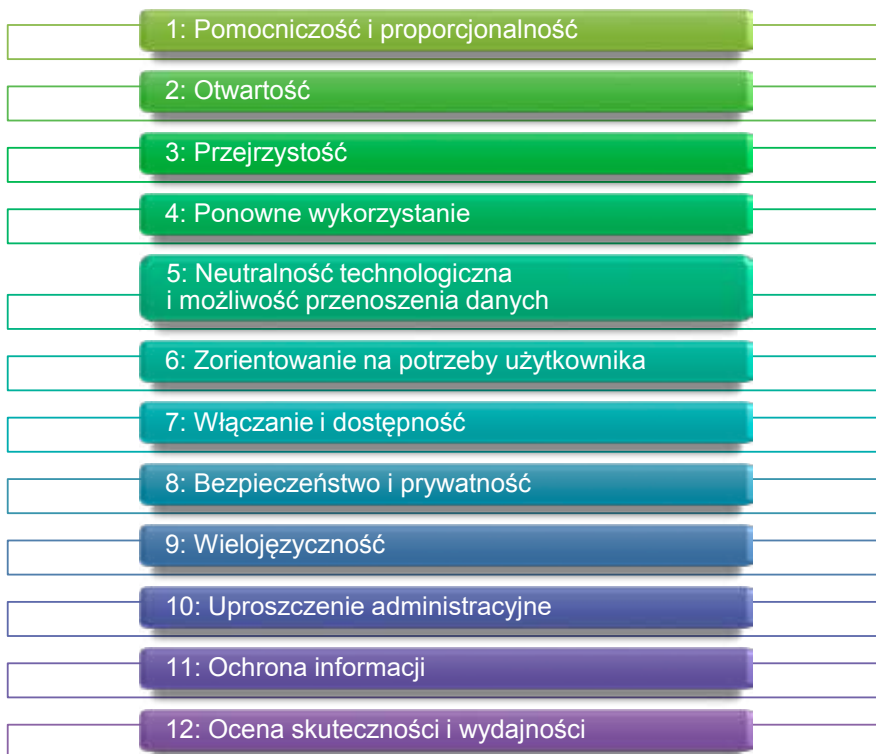 1: Pomocniczość i proporcjonalność
2: Otwartość
3: Przejrzystość
4: Ponowne wykorzystanie
5: Neutralność technologiczna
i możliwość przenoszenia danych
6: Zorientowanie na potrzeby użytkownika
7: Włączanie i dostępność
8: Bezpieczeństwo i prywatność
9: Wielojęzyczność
10: Uproszczenie administracyjne
11: Ochrona informacji
12: Ocena skuteczności i wydajności